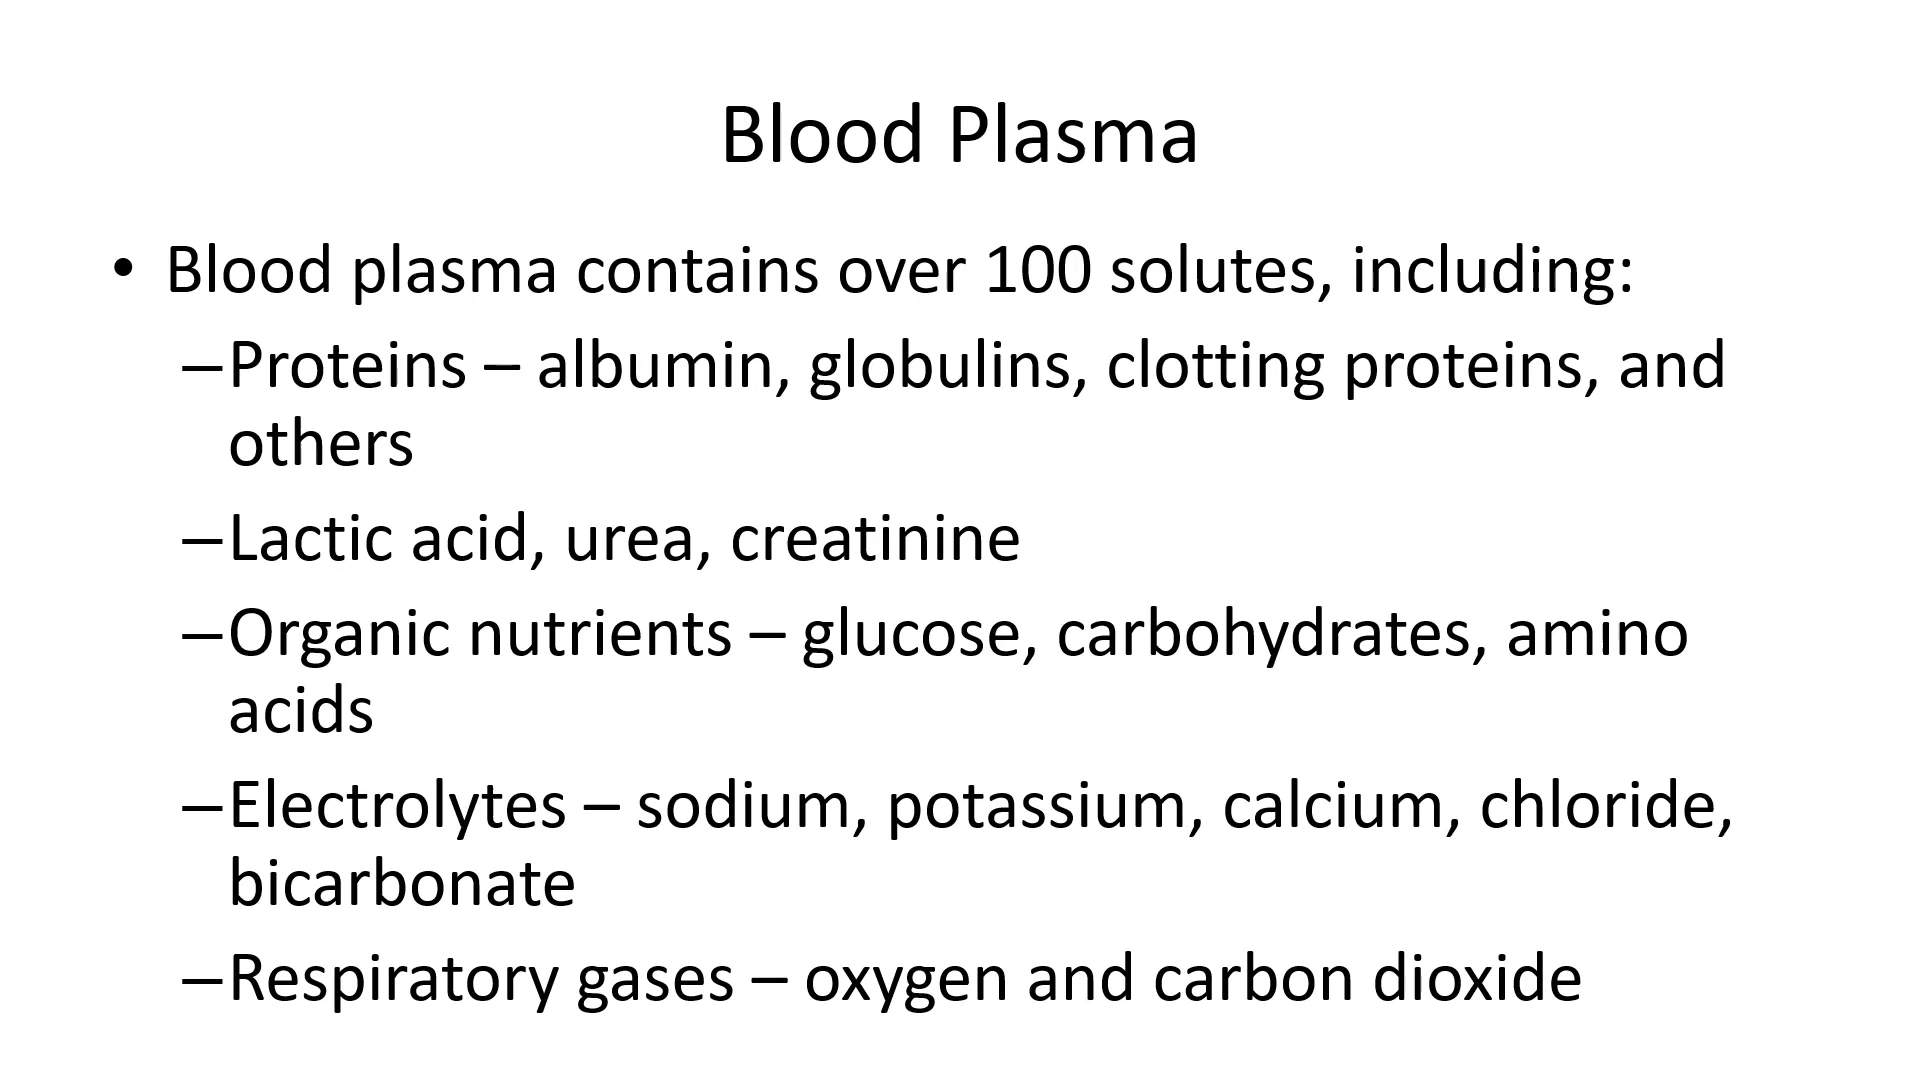 Blood Plasma
• Blood plasma contains over 100 solutes, including:
–Proteins – albumin, globulins, clotting proteins, and
others
–Lactic acid, urea, creatinine
–Organic nutrients – glucose, carbohydrates, amino
acids
–Electrolytes – sodium, potassium, calcium, chloride,
bicarbonate
–Respiratory gases – oxygen and carbon dioxide